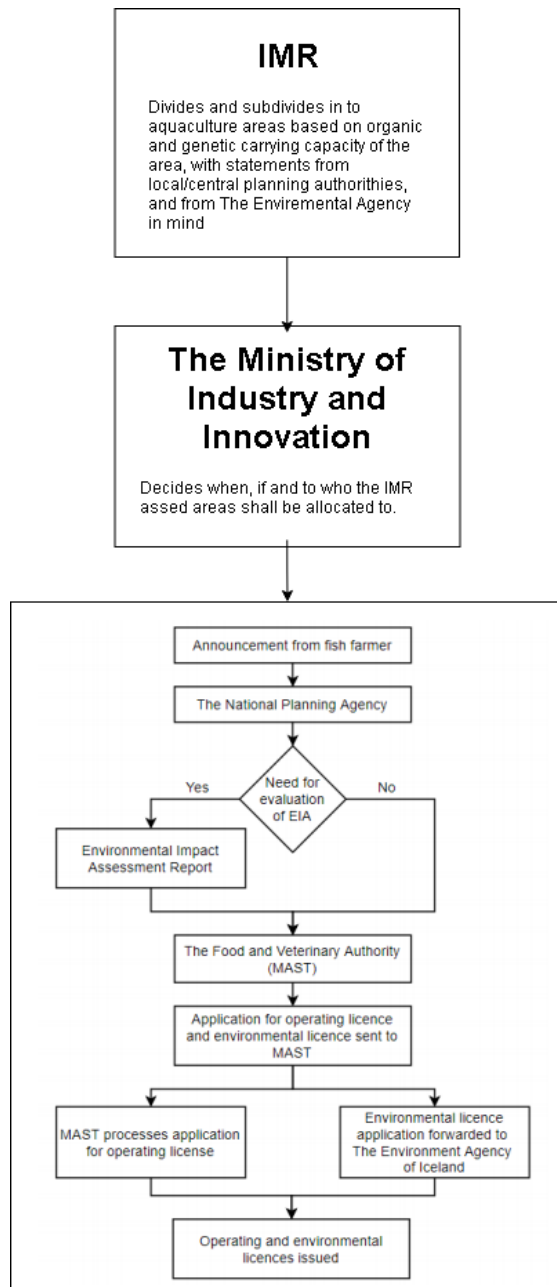 IMR
Divides and subdivides in to
aquaculture areas based on organic
and genetic carrying capacity of the
area, with statements from
local/central planning authorithies,
and from The Enviremental Agency
in mind
The Ministry of
Industry and
Innovation
Decides when, if and to who the IMR
assed areas shall be allocated to.
Announcement from fish farmer
The National Planning Agency
Need for
evaluation
of EIA
Yes
No
Environmental Impact
Assessment Report
The Food and Veterinary Authority
(MAST)
Application for operating licence
and environmental licence sent to
MAST
MAST processes application
for operating license
Environmental licence
application forwarded to
The Environment Agency
of Iceland
Operating and environmental
licences issued